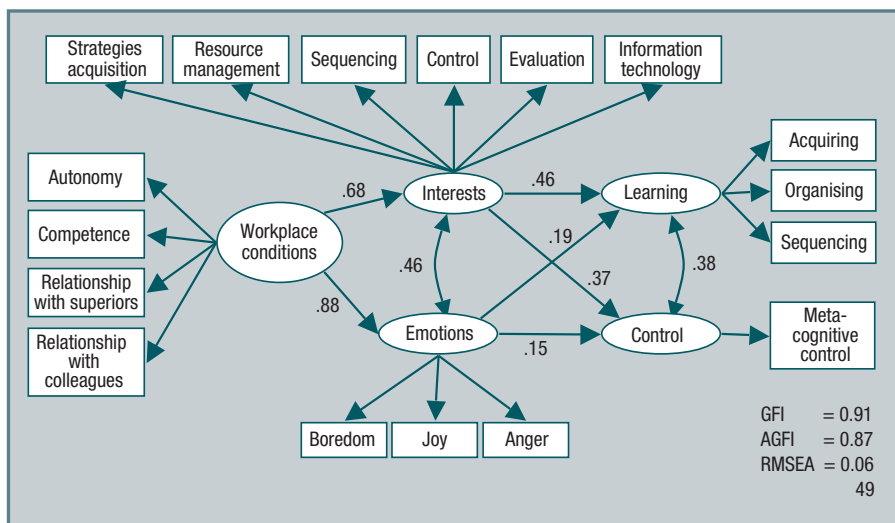 Strategies
acquisition
Resource
management
Sequencing
Control
Evaluation
Information
technology
Autonomy
Competence
Relationship
with superiors
Relationship
with
colleagues
Workplace
conditions
.68
.88
Interests
.46
Emotions
.46
.19
.37
.15
Learning
.38
Control
Acquiring
Organising
Sequencing
Meta-
cognitive
control
Boredom
Joy
Anger
GFI = 0.91
AGFI = 0.87
RMSEA = 0.06
49